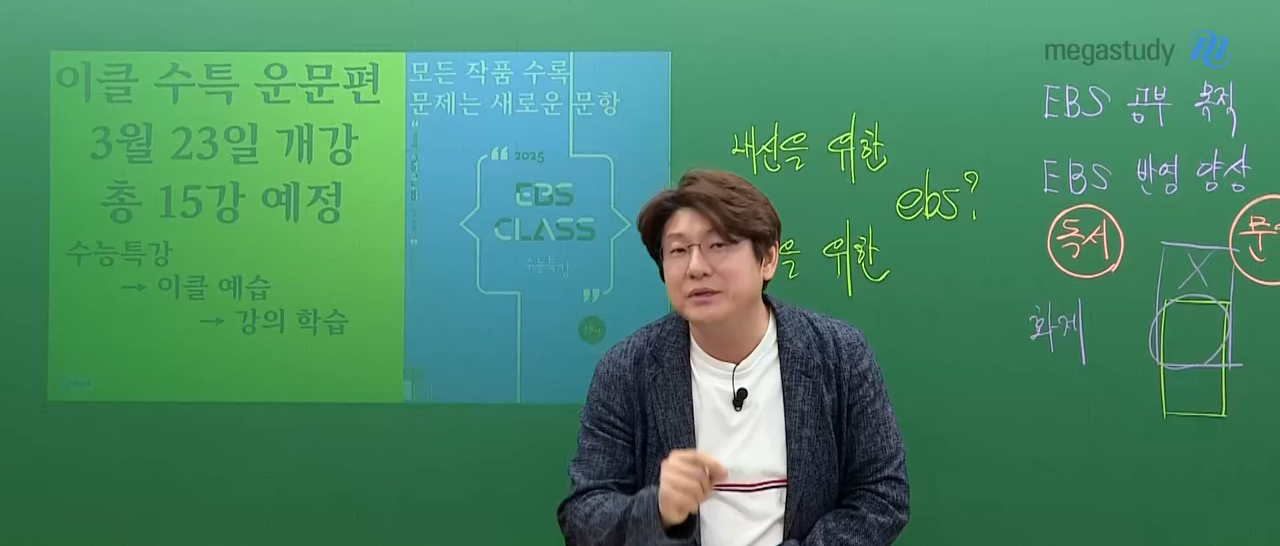 이클 수특 운문편
3월 23일 개강
총 15강 예정
수능특강
→ 이클 예습
→ 강의 학습
모든 작품 수록
문제는 새로운 문항
“ 2025
EBS
CLASS
수능특강
”
내신을 위한
을 위한
ebs?
megastudy
EBS 공부 목적
EBS 반영 양상
독서
문
X
화제